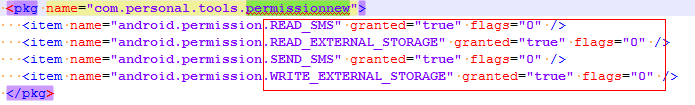 <pkg name="com.personal.tools.permissionnew">
<item name="android.permission.READ_SMS" granted="true" flags="0" />
<item name="android.permission.READ_EXTERNAL_STORAGE" granted="true" flags="0" />
<item name="android.permission.SEND_SMS" granted="true" flags="0" />
<item name="android.permission.WRITE_EXTERNAL_STORAGE" granted="true" flags="0" />
</pkg>